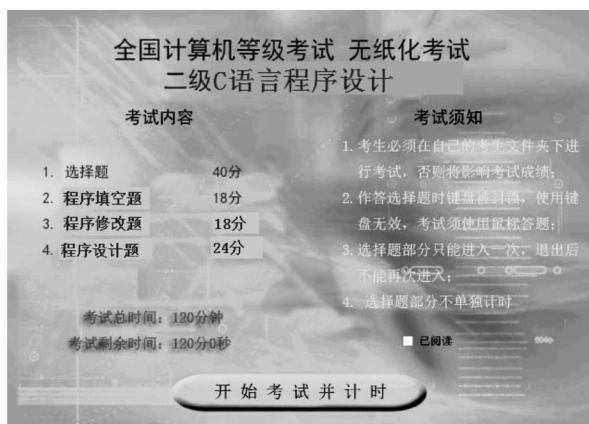 全国计算机等级考试 无纸化考试
二级C语言程序设计
考试内容
1. 选择题 40分
2. 程序填空题 18分
3. 程序修改题 18分
4. 程序设计题 24分
考试总时间：120分钟
考试剩余时间：120分0秒
考试须知
1. 考生必须在自己的考生文件夹下进
行考试，否则将影响考试成绩；
2. 作答选择题时键盘被封锁，使用键
盘无效，考试须使用鼠标答题；
3. 选择题部分只能进入一次，退出后
不能再次进入；
4. 选择题部分不单独计时
已阅读
开始考试并计时